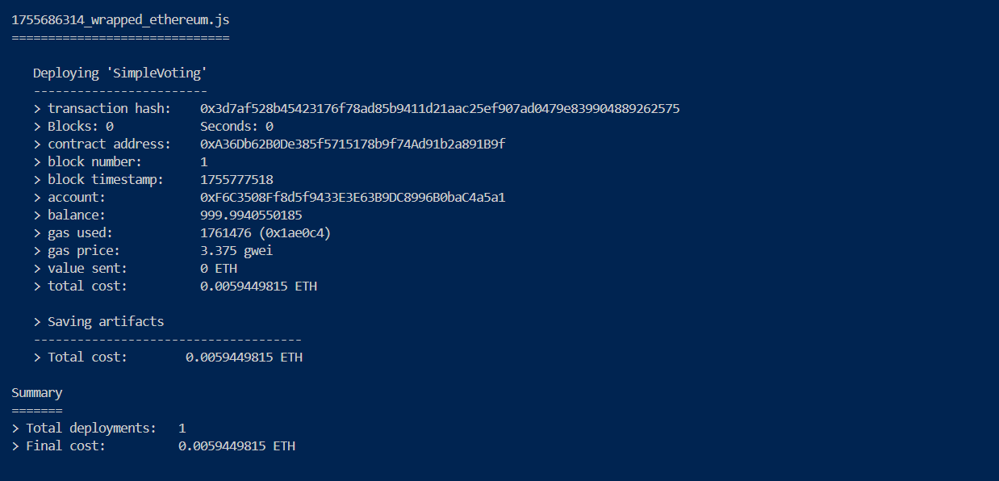 1755686314_wrapped_ethereum.js
==============================
Deploying 'SimpleVoting'
------------------------
> transaction hash:    0x3d7af528b45423176f78ad85b9411d21aac25ef907ad0479e839904889262575
> Blocks: 0            Seconds: 0
> contract address:    0xA36Db62B0De385f5715178b9f74Ad91b2a891B9f
> block number:        1
> block timestamp:     1755777518
> account:             0xF6C3508Ff8d5f9433E3E63B9DC8996B0baC4a5a1
> balance:             999.9940550185
> gas used:            1761476 (0x1ae0c4)
> gas price:           3.375 gwei
> value sent:          0 ETH
> total cost:          0.0059449815 ETH
> Saving artifacts
-------------------------------------
> Total cost:        0.0059449815 ETH
Summary
=======
> Total deployments:   1
> Final cost:          0.0059449815 ETH